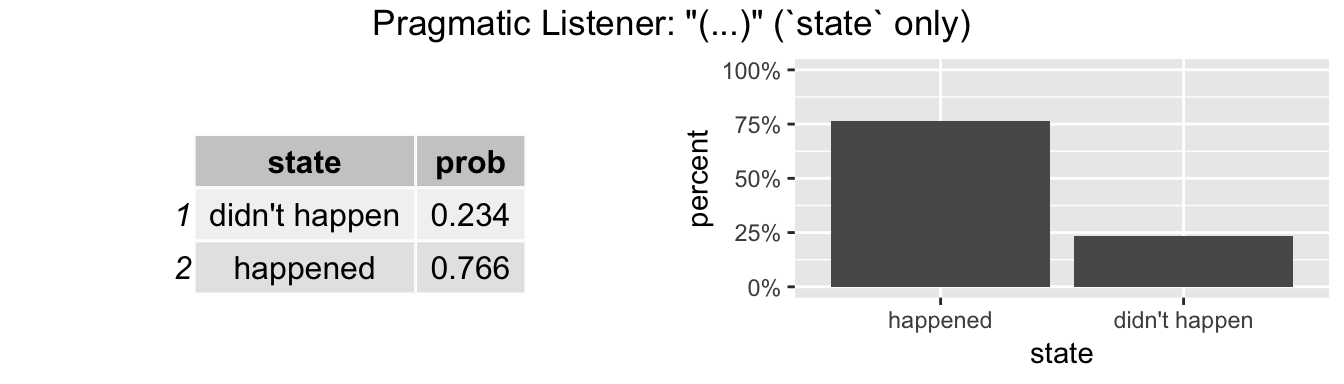 Pragmatic Listener: "(...)" (`state` only)
state prob
1 didn't happen 0.234
2 happened 0.766
percent
100%
75%
50%
25%
0%
happened didn't happen
state